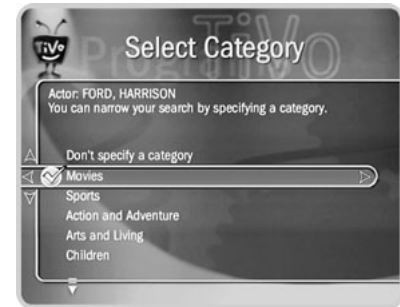 TiVo
Select Category
Actor: FORD, HARRISON
You can narrow your search by specifying a category.
Don't specify a category
Movies
Sports
Action and Adventure
Arts and Living
Children